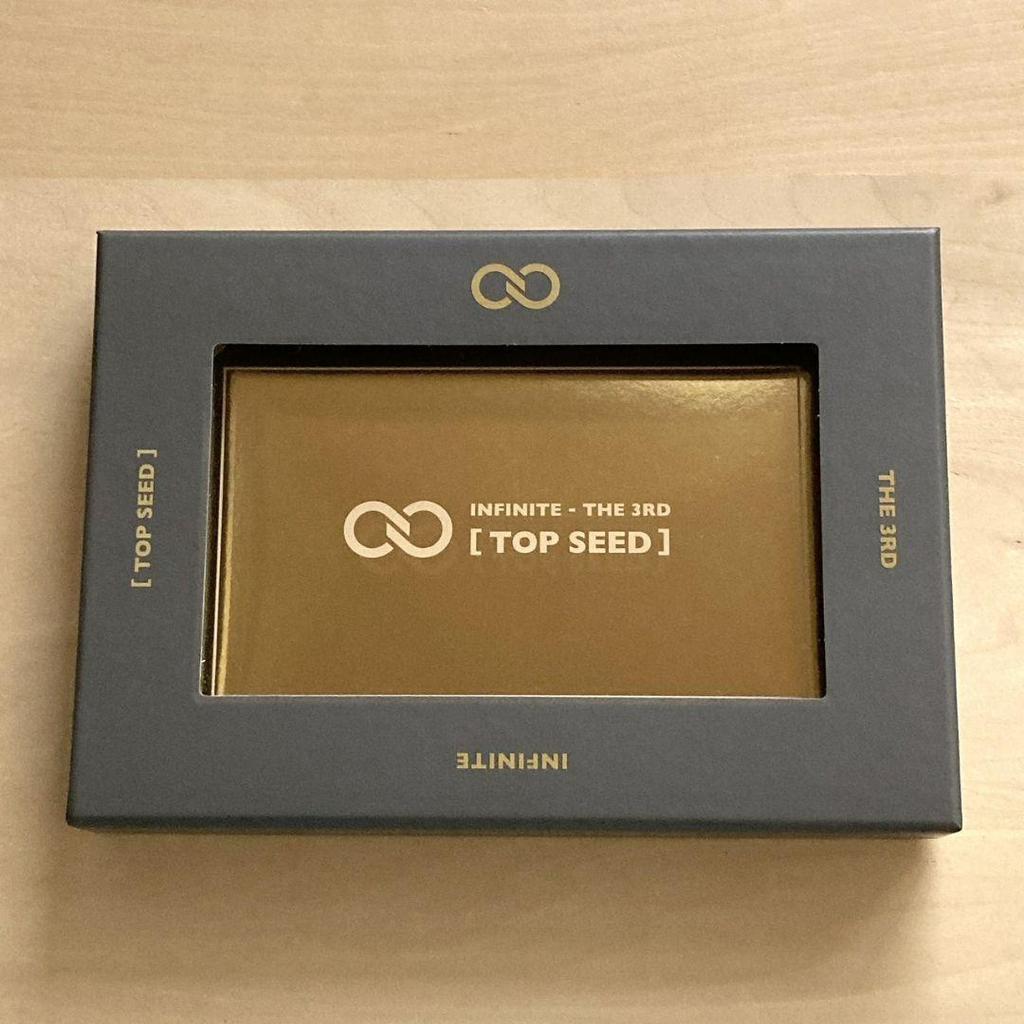 [ TOP SEED ]
INFINITE - THE 3RD
[ TOP SEED ]
THE 3RD
INFINITE